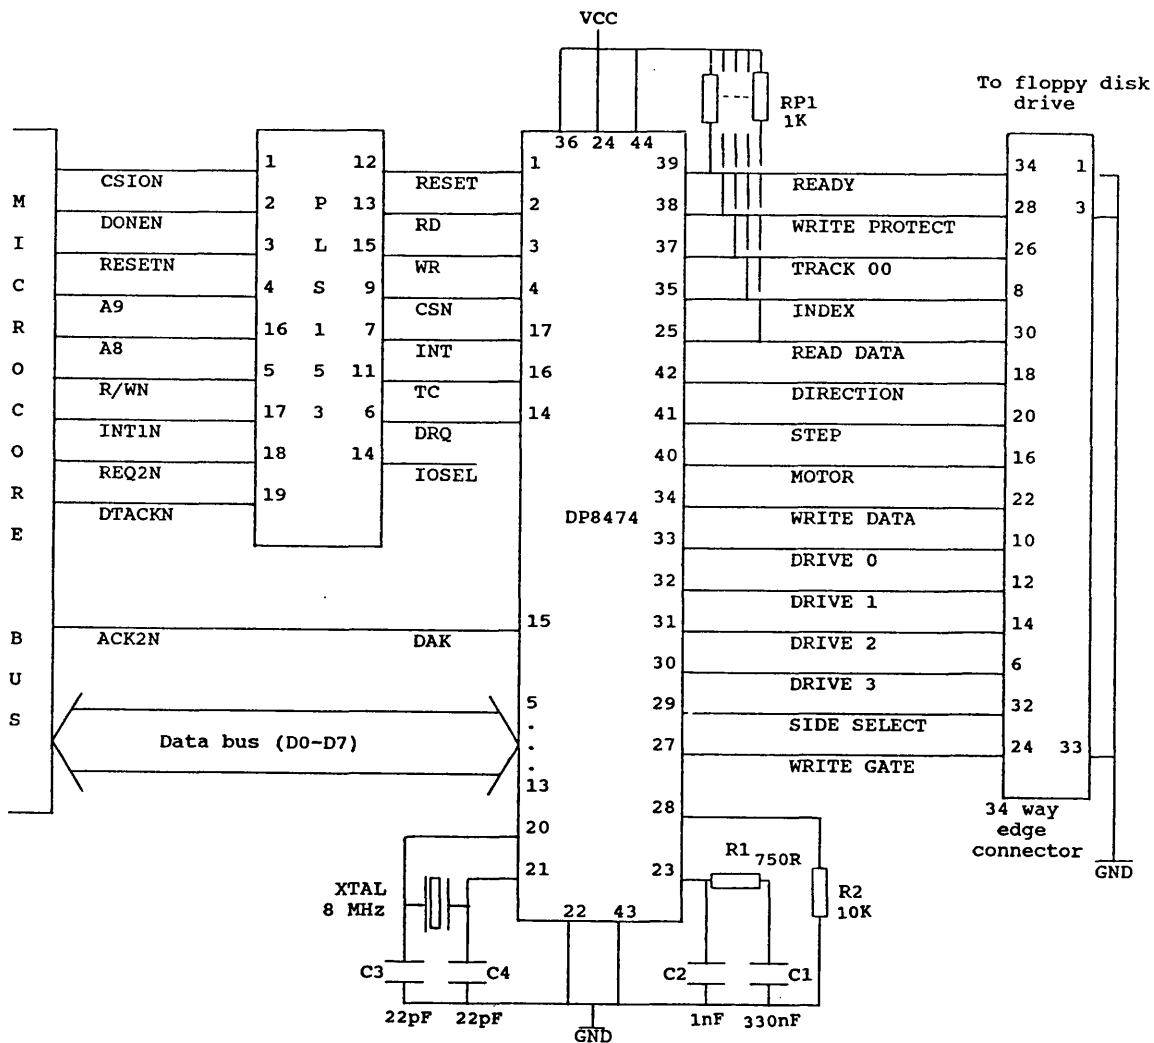 VCC
To floppy disk
drive
RP1
1K
36 24 44
MICROCORE BUS
1 12
CSION
RESET
1
39
READY
34 1
2 P 13
DONEN
RD
2
38
WRITE PROTECT
28 3
3 L 15
RESETN
WR
3
37
TRACK 00
26
4 S 9
A9
CSN
4
35
INDEX
8
16 1 7
A8
INT
17
25
READ DATA
30
5 5 11
R/WN
TC
16
42
DIRECTION
18
17 3 6
INT1N
DRQ
14
41
STEP
20
18 14
REQ2N
IOSEL
40
MOTOR
16
19
DTACKN
34
WRITE DATA
22
DP8474
33
DRIVE 0
10
32
DRIVE 1
12
15
ACK2N
DAK
31
DRIVE 2
14
30
DRIVE 3
6
5
.
.
.
13
Data bus (D0-D7)
29
SIDE SELECT
32
27
WRITE GATE
24 33
28
34 way
edge
connector
GND
20
21
XTAL
8 MHz
23
R1
750R
R2
10K
22 43
C3
C4
C2
C1
22pF 22pF
GND
1nF 330nF